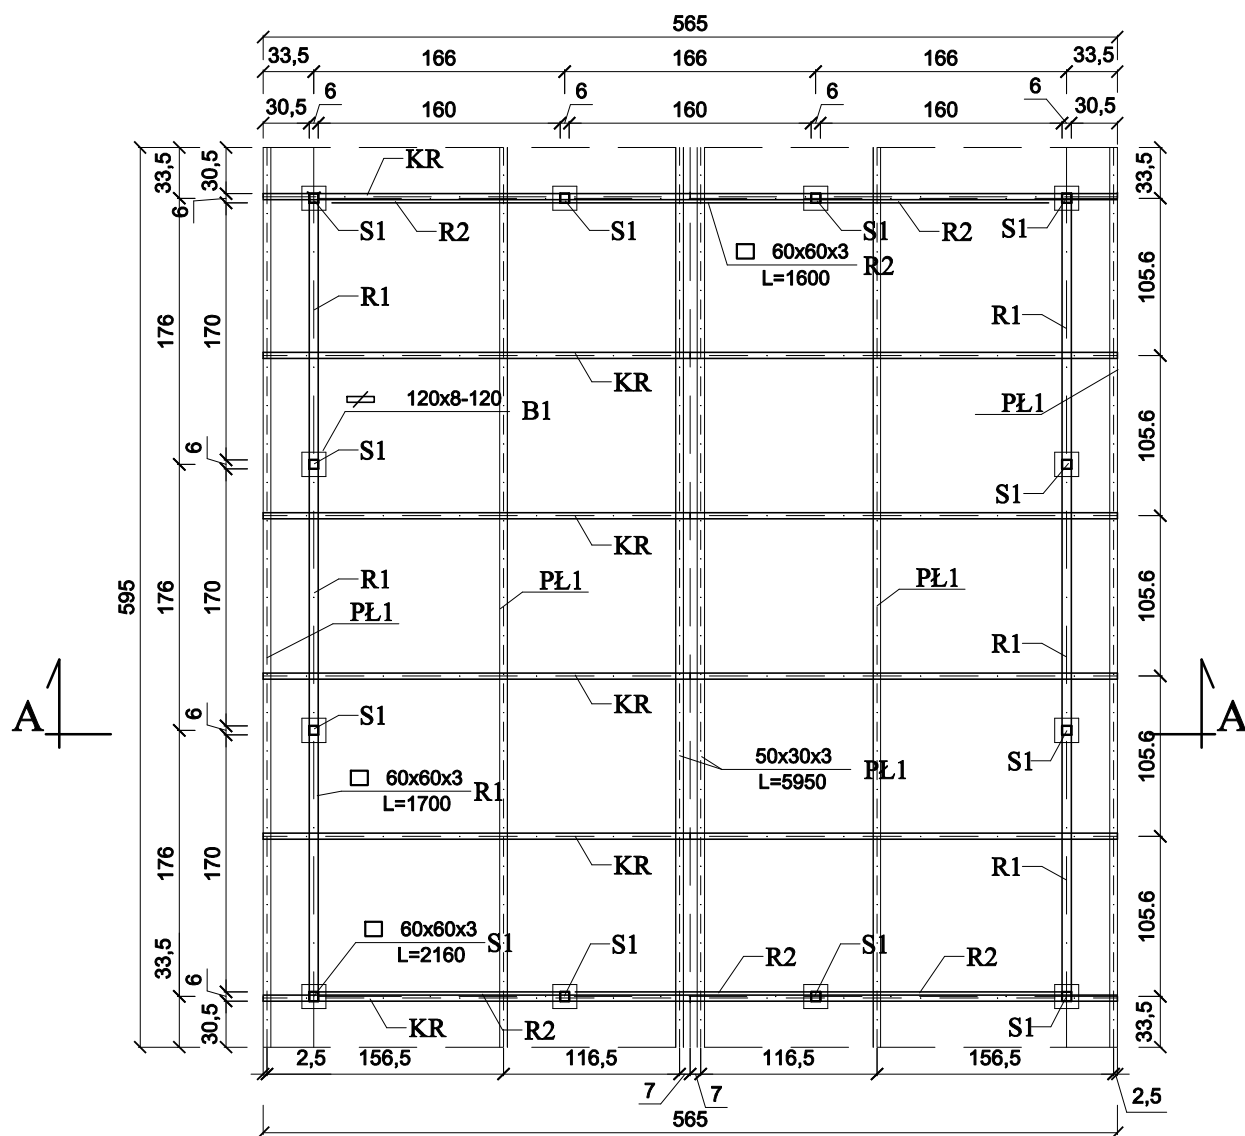 565
33,5 166 166 166 33,5
6 6 6 6
30,5 160 160 160 30,5
33,5 30,5 KR 33,5
6
S1 R2 S1 S1 R2 S1
60x60x3 R2
L=1600
R1 R1
176 170 105.6
KR
120x8-120 B1 PŁ1
105.6
6 S1 S1
KR
595 176 170 R1 PŁ1 PŁ1 105.6
PŁ1
R1
A KR A
6 S1 S1
50x30x3 PŁ1
L=5950
105.6
60x60x3 R1
L=1700
176 170 KR R1 105.6
60x60x3 S1 S1 S1
L=2160
33,5 6 R2 R2
30,5 KR R2 S1 33,5
2,5 156,5 116,5 116,5 156,5
7 7 2,5
565